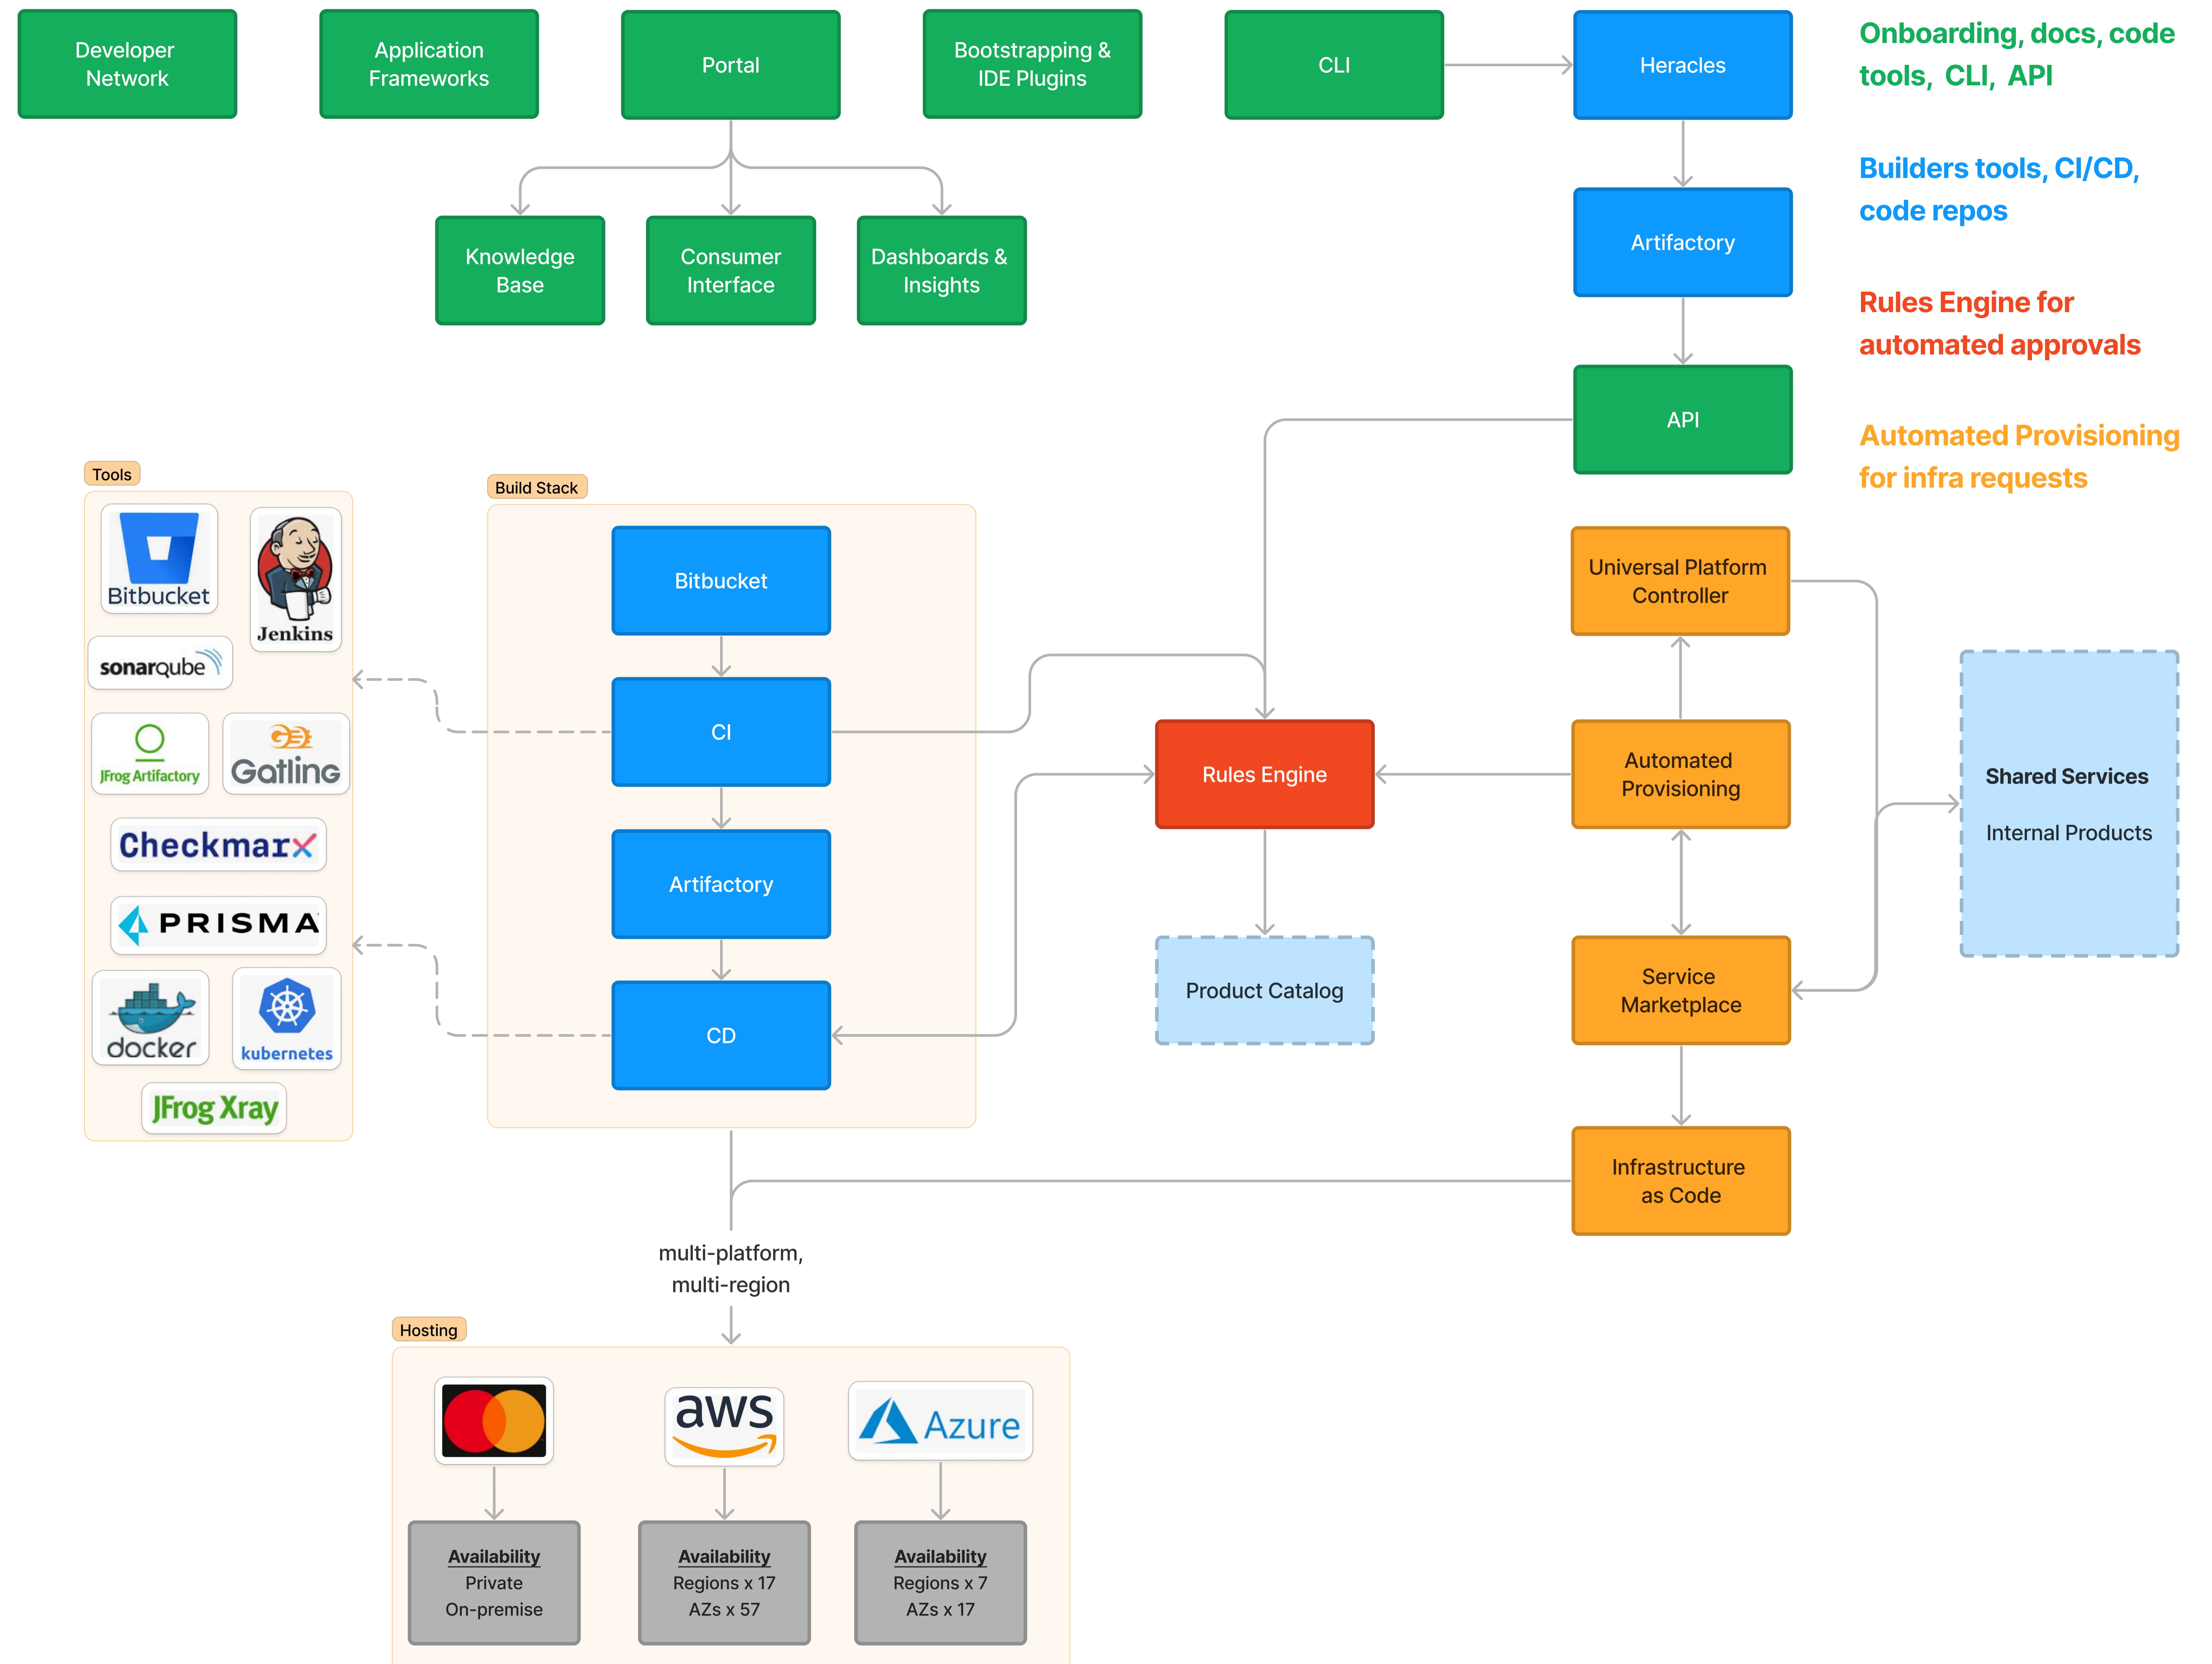 Developer
Network
Application
Frameworks
Portal
Bootstrapping &
IDE Plugins
CLI
Heracles
Onboarding, docs, code
tools, CLI, API
Builders tools, CI/CD,
code repos
Rules Engine for
automated approvals
Automated Provisioning
for infra requests
Knowledge
Base
Consumer
Interface
Dashboards &
Insights
Artifactory
API
Tools
Bitbucket
Jenkins
sonarqube
JFrog Artifactory
Gatling
Checkmarx
PRISMA
docker
kubernetes
JFrog Xray
Build Stack
Bitbucket
CI
Artifactory
CD
Rules Engine
Product Catalog
Universal Platform
Controller
Automated
Provisioning
Service
Marketplace
Infrastructure
as Code
Shared Services
Internal Products
multi-platform,
multi-region
Hosting
aws
Azure
Availability
Private
On-premise
Availability
Regions x 17
AZs x 57
Availability
Regions x 7
AZs x 17